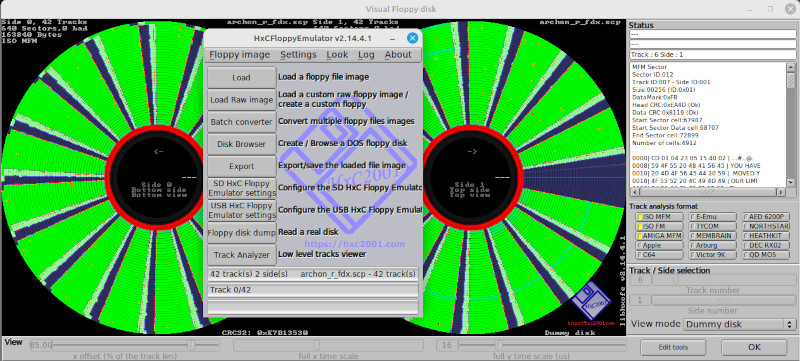 Visual Floppy disk
Side 0, 42 Tracks
640 Sectors,0 bad
163840 Bytes
ISO MFM
archon_r_fdx.scp
Side 1, 42 Tracks
archon_r_fdx.scp
HxCFloppyEmulator v2.14.4.1
Floppy image
Settings
Look
Log
About
Load
Load a floppy file image
Load Raw image
Load a custom raw floppy image /
create a custom floppy
Batch converter
Convert multiple floppy files images
Disk Browser
Create / Browse a DOS floppy disk
Export
Export/save the loaded file image
SD HxC Floppy
Emulator settings
Configure the SD HxC Floppy Emulator
USB HxC Floppy
Emulator settings
Configure the USB HxC Floppy Emulat
Floppy disk dump
Read a real disk
Track Analyzer
Low level tracks viewer
HxC2001
https://hxc2001.com
42 track(s) 2 side(s)
archon_r_fdx.scp - 42 track(s)
Track 0/42
<-
---
Side 0
Bottom side
Bottom view
->
---
Side 1
Top side
Top view
CRC32: 0xE7B13530
Dummy disk
libhxcfe v2.14.4.1
HxC2001
https://hxc2001.com
Status
---
---
Track : 6 Side : 1
MFM Sector
Sector ID:012
Track ID:007 - Side ID:001
Size:00256 (ID:0x01)
DataMark:0xFB
Head CRC:0xEA4D (Ok)
Data CRC:0x8119 (Ok)
Start Sector cell:67987
Start Sector Data cell:68707
End Sector cell:72899
Number of cells:4912
0000| C0 01 04 23 05 15 40 02 | ...#..@.
0008| 59 4F 55 20 48 41 56 45 | YOU HAVE
0010| 20 4D 4F 56 45 44 20 59 |  MOVED Y
0018| 4F 55 52 20 4C 49 4D 49 | OUR LIMI
Track analysis format
ISO MFM
E-Emu
AED 6200P
ISO FM
TYCOM
NORTHSTAR
AMIGA MFM
MEMBRAIN
HEATHKIT
Apple
Arburg
DEC RX02
C64
Victor 9K
QD MO5
Track / Side selection
6
Track number
1
Side number
View mode
Dummy disk
Edit tools
OK
View
85.00
x offset (% of the track len)
full x time scale
16
full y time scale (us)